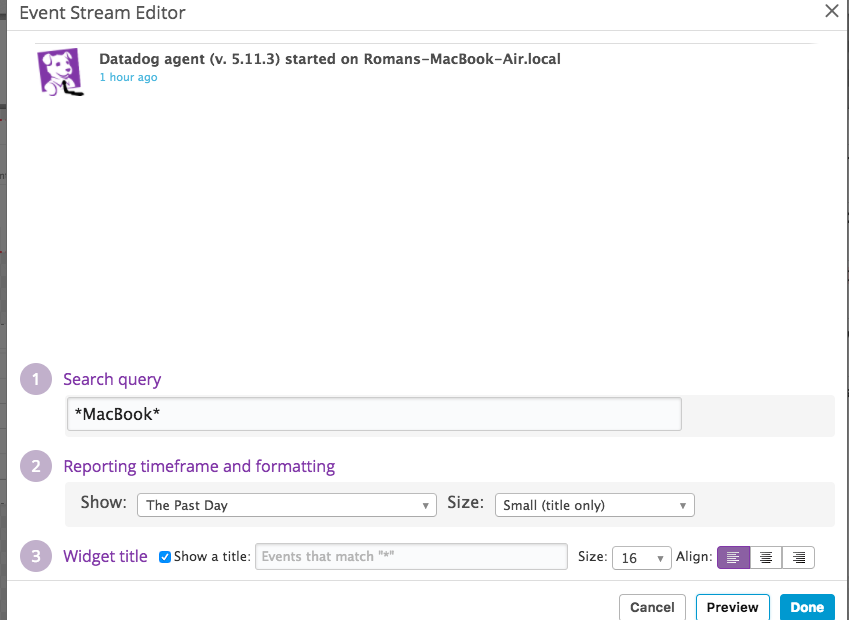 Event Stream Editor
Datadog agent (v. 5.11.3) started on Romans-MacBook-Air.local
1 hour ago
1 Search query
*MacBook*
2 Reporting timeframe and formatting
Show: The Past Day Size: Small (title only)
3 Widget title Show a title: Events that match "*" Size: 16 Align:
Cancel Preview Done